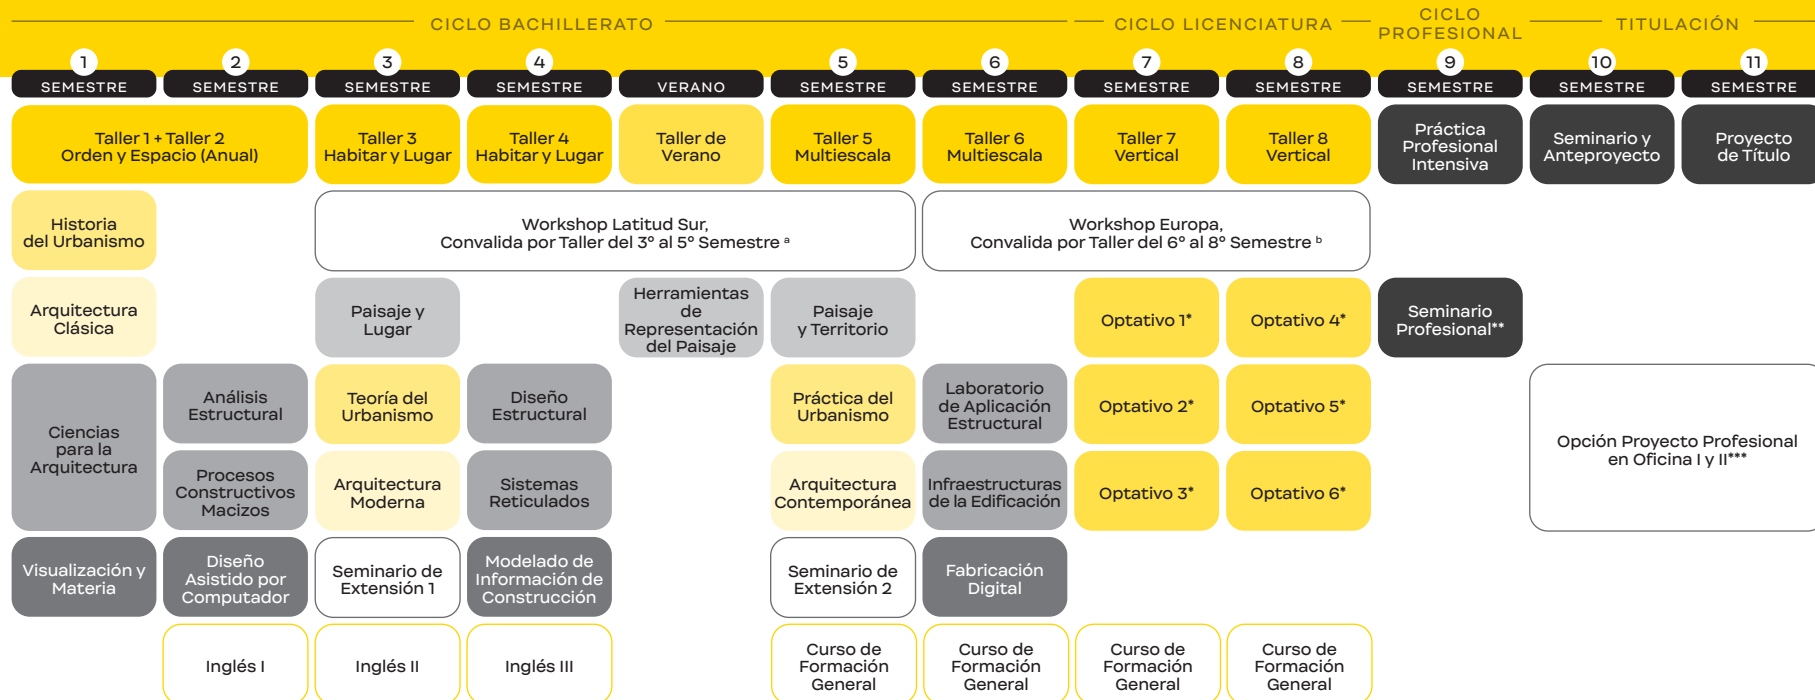 CICLO BACHILLERATO
CICLO LICENCIATURA
CICLO
PROFESIONAL
TITULACIÓN
1
SEMESTRE
2
SEMESTRE
3
SEMESTRE
4
SEMESTRE
VERANO
5
SEMESTRE
6
SEMESTRE
7
SEMESTRE
8
SEMESTRE
9
SEMESTRE
10
SEMESTRE
11
SEMESTRE
Taller 1 + Taller 2
Orden y Espacio (Anual)
Taller 3
Habitar y Lugar
Taller 4
Habitar y Lugar
Taller de
Verano
Taller 5
Multiescala
Taller 6
Multiescala
Taller 7
Vertical
Taller 8
Vertical
Práctica
Profesional
Intensiva
Seminario y
Anteproyecto
Proyecto
de Título
Historia
del Urbanismo
Workshop Latitud Sur,
Convalida por Taller del 3º al 5º Semestre ᵃ
Workshop Europa,
Convalida por Taller del 6º al 8º Semestre ᵇ
Arquitectura
Clásica
Paisaje y
Lugar
Herramientas
de
Representación
del Paisaje
Paisaje
y Territorio
Optativo 1*
Optativo 4*
Seminario
Profesional**
Ciencias
para la
Arquitectura
Análisis
Estructural
Teoría del
Urbanismo
Diseño
Estructural
Práctica del
Urbanismo
Laboratorio
de Aplicación
Estructural
Optativo 2*
Optativo 5*
Opción Proyecto Profesional
en Oficina I y II***
Procesos
Constructivos
Macizos
Arquitectura
Moderna
Sistemas
Reticulados
Arquitectura
Contemporánea
Infraestructuras
de la Edificación
Optativo 3*
Optativo 6*
Visualización y
Materia
Diseño
Asistido por
Computador
Seminario de
Extensión 1
Modelado de
Información de
Construcción
Seminario de
Extensión 2
Fabricación
Digital
Inglés I
Inglés II
Inglés III
Curso de
Formación
General
Curso de
Formación
General
Curso de
Formación
General
Curso de
Formación
General